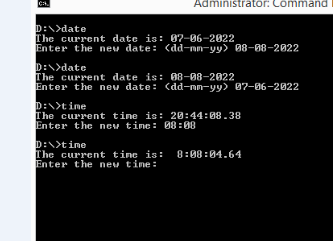 Administrator: Command
D:\>date
The current date is: 07-06-2022
Enter the new date: (dd-mm-yy) 08-08-2022
D:\>date
The current date is: 08-08-2022
Enter the new date: (dd-mm-yy) 07-06-2022
D:\>time
The current time is: 20:44:08.38
Enter the new time: 08:08
D:\>time
The current time is:  8:08:04.64
Enter the new time: